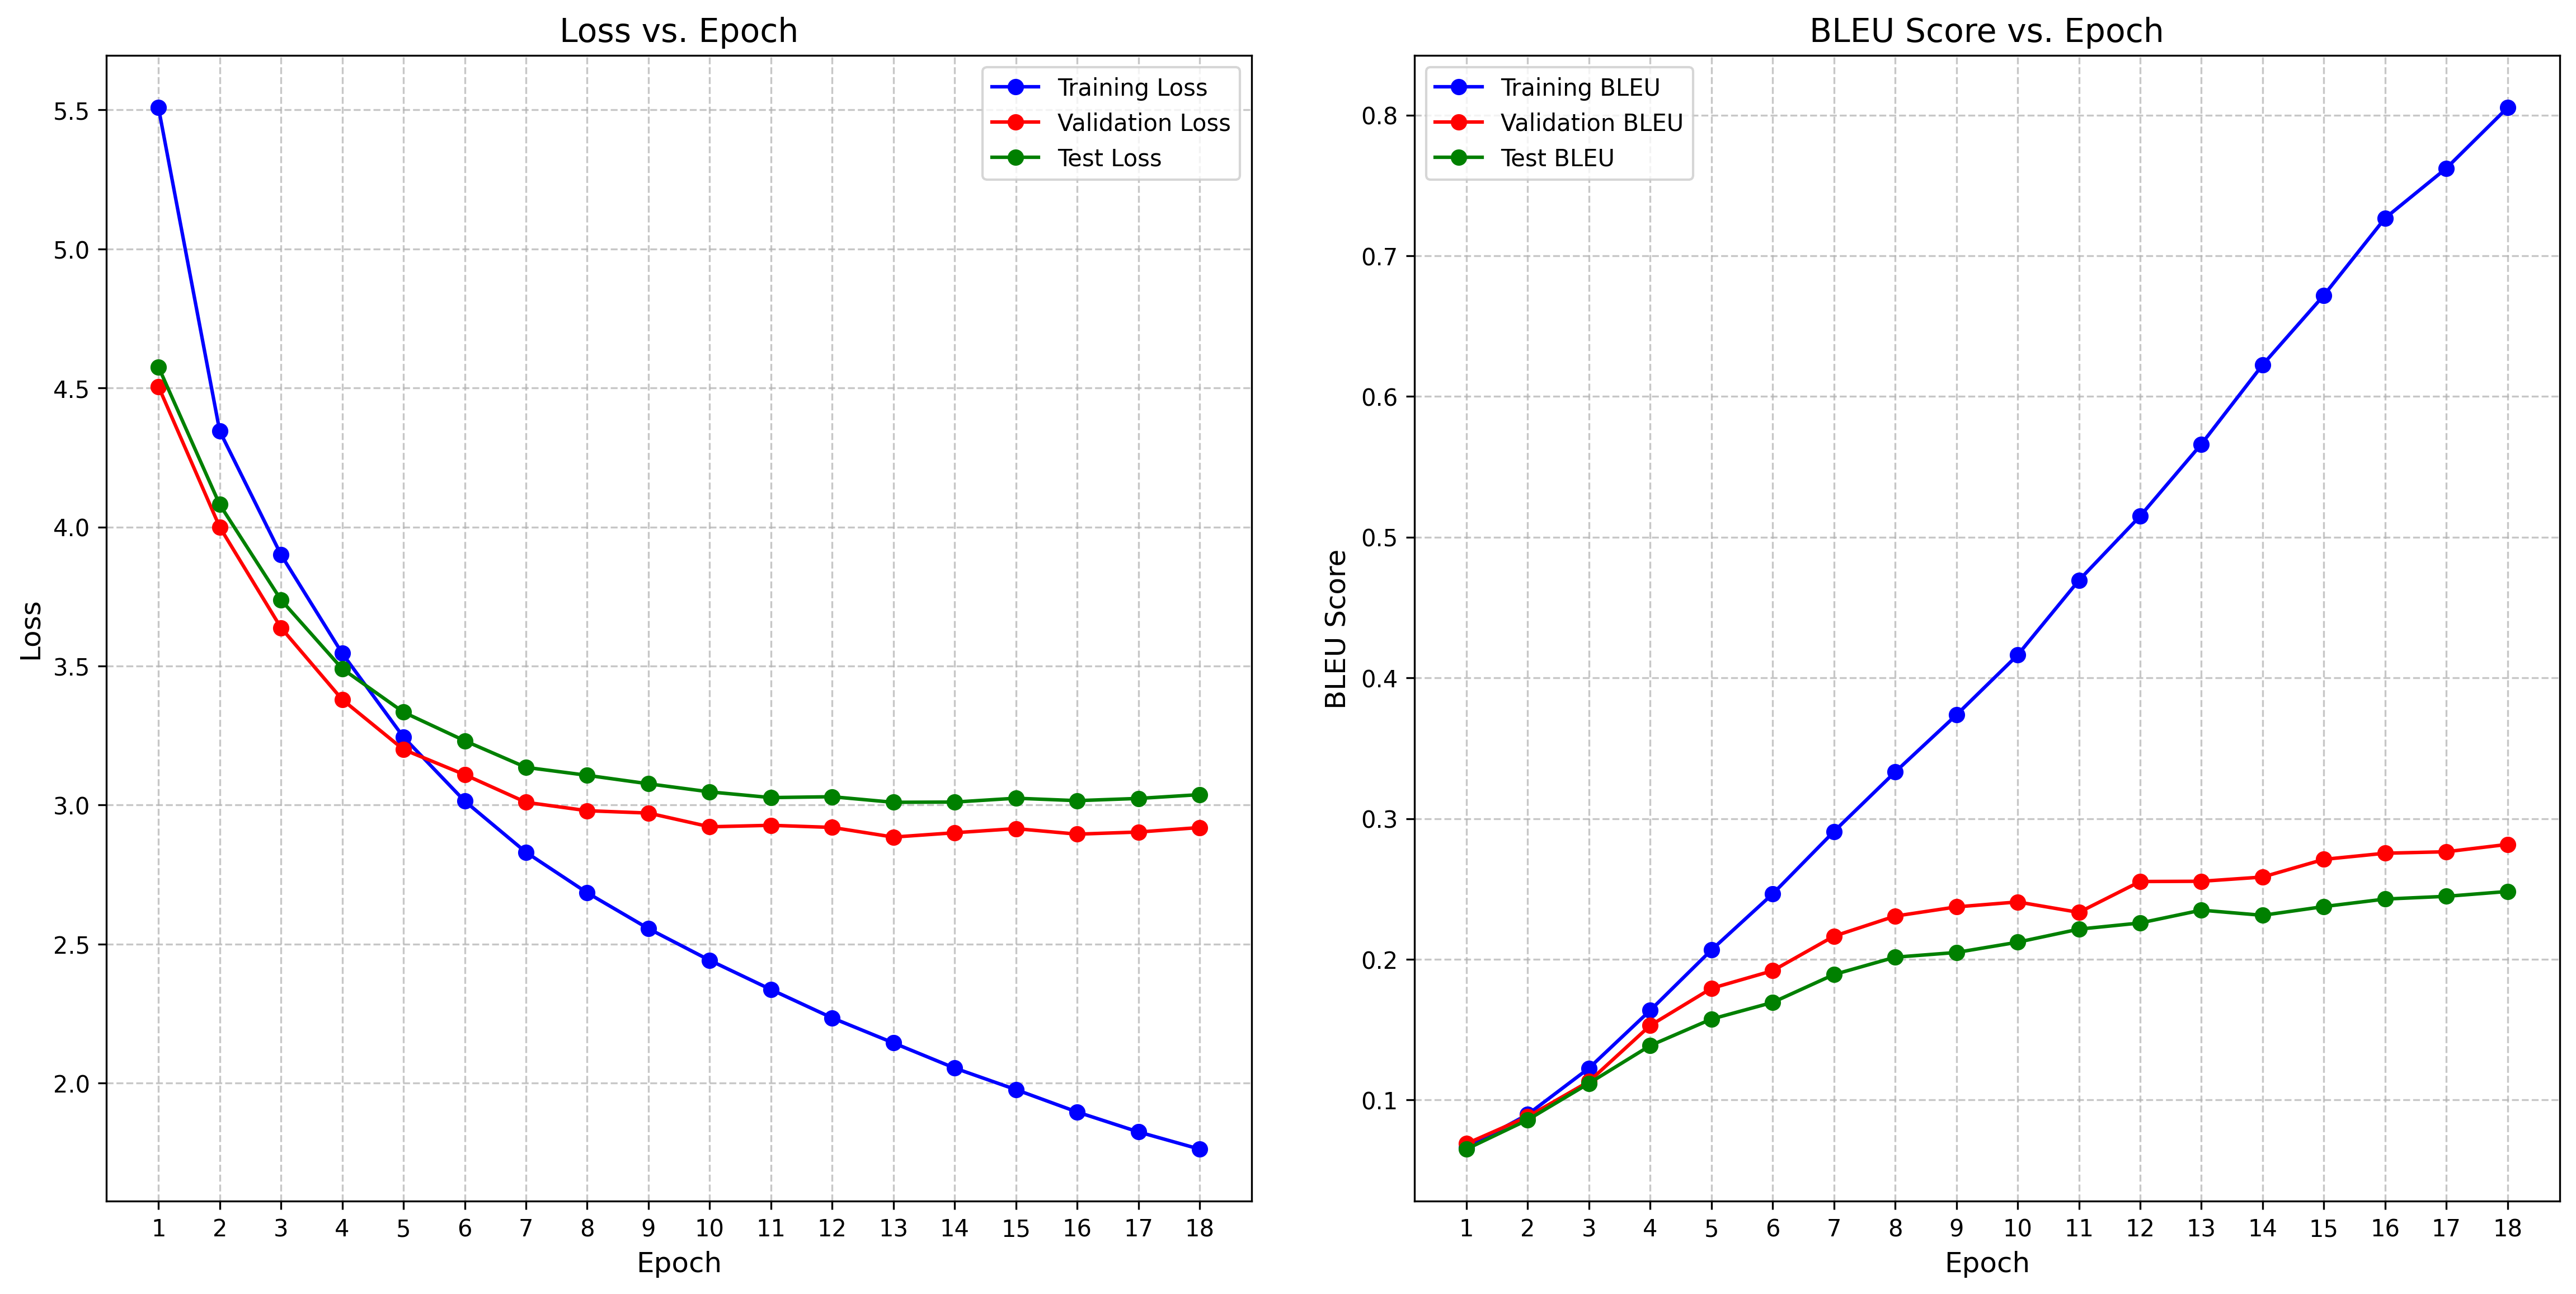 Loss vs. Epoch
Training Loss
Validation Loss
Test Loss
5.5
5.0
4.5
4.0
3.5
3.0
2.5
2.0
Loss
1 2 3 4 5 6 7 8 9 10 11 12 13 14 15 16 17 18
Epoch
BLEU Score vs. Epoch
Training BLEU
Validation BLEU
Test BLEU
0.8
0.7
0.6
0.5
0.4
0.3
0.2
0.1
BLEU Score
1 2 3 4 5 6 7 8 9 10 11 12 13 14 15 16 17 18
Epoch